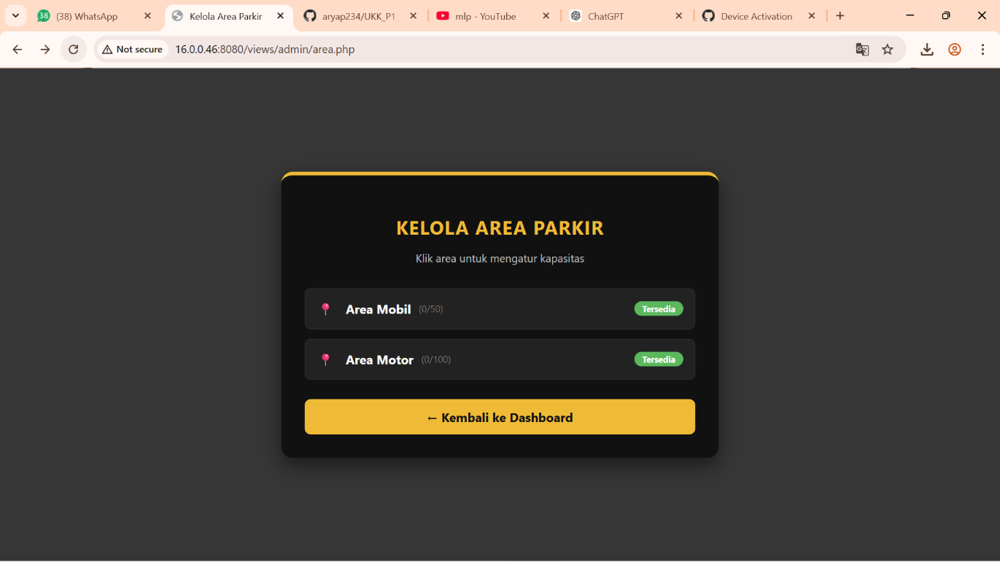 38 (38) WhatsApp
Kelola Area Parkir
aryap234/UKK_P1_
mlp - YouTube
ChatGPT
Device Activation
Not secure
16.0.0.46:8080/views/admin/area.php
KELOLA AREA PARKIR
Klik area untuk mengatur kapasitas
Area Mobil (0/50) Tersedia
Area Motor (0/100) Tersedia
← Kembali ke Dashboard